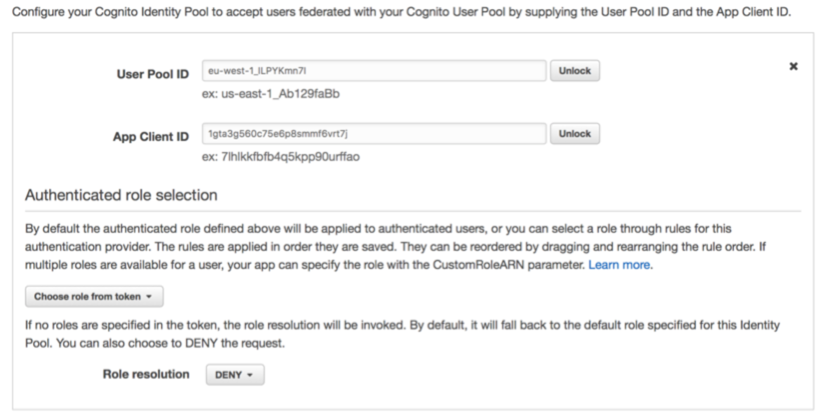 Configure your Cognito Identity Pool to accept users federated with your Cognito User Pool by supplying the User Pool ID and the App Client ID.
User Pool ID eu-west-1_ILPYKmn7I Unlock
ex: us-east-1_Ab129faBb
App Client ID 1gta3g560c75e6p8smmf6vrt7j Unlock
ex: 7lhlkkfbfb4q5kpp90urffao
Authenticated role selection
By default the authenticated role defined above will be applied to authenticated users, or you can select a role through rules for this
authentication provider. The rules are applied in order they are saved. They can be reordered by dragging and rearranging the rule order. If
multiple roles are available for a user, your app can specify the role with the CustomRoleARN parameter. Learn more.
Choose role from token
If no roles are specified in the token, the role resolution will be invoked. By default, it will fall back to the default role specified for this Identity
Pool. You can also choose to DENY the request.
Role resolution DENY